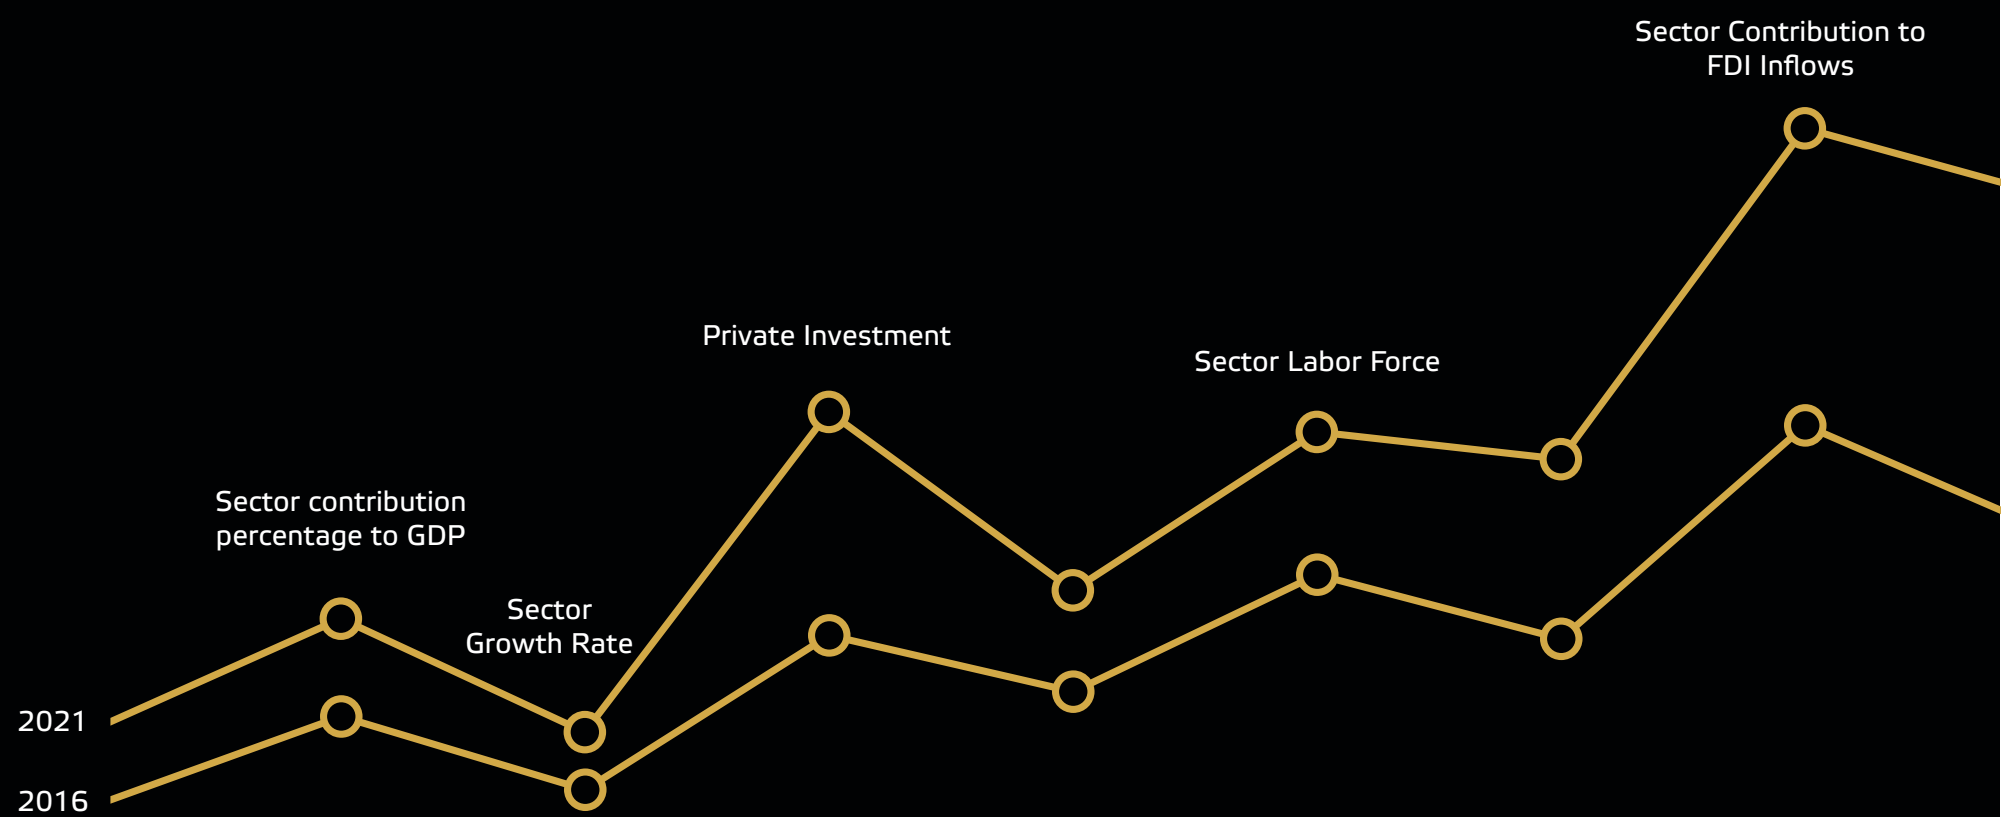 Sector Contribution to
FDI Inflows
Private Investment
Sector Labor Force
Sector contribution
percentage to GDP
Sector
Growth Rate
2021
2016